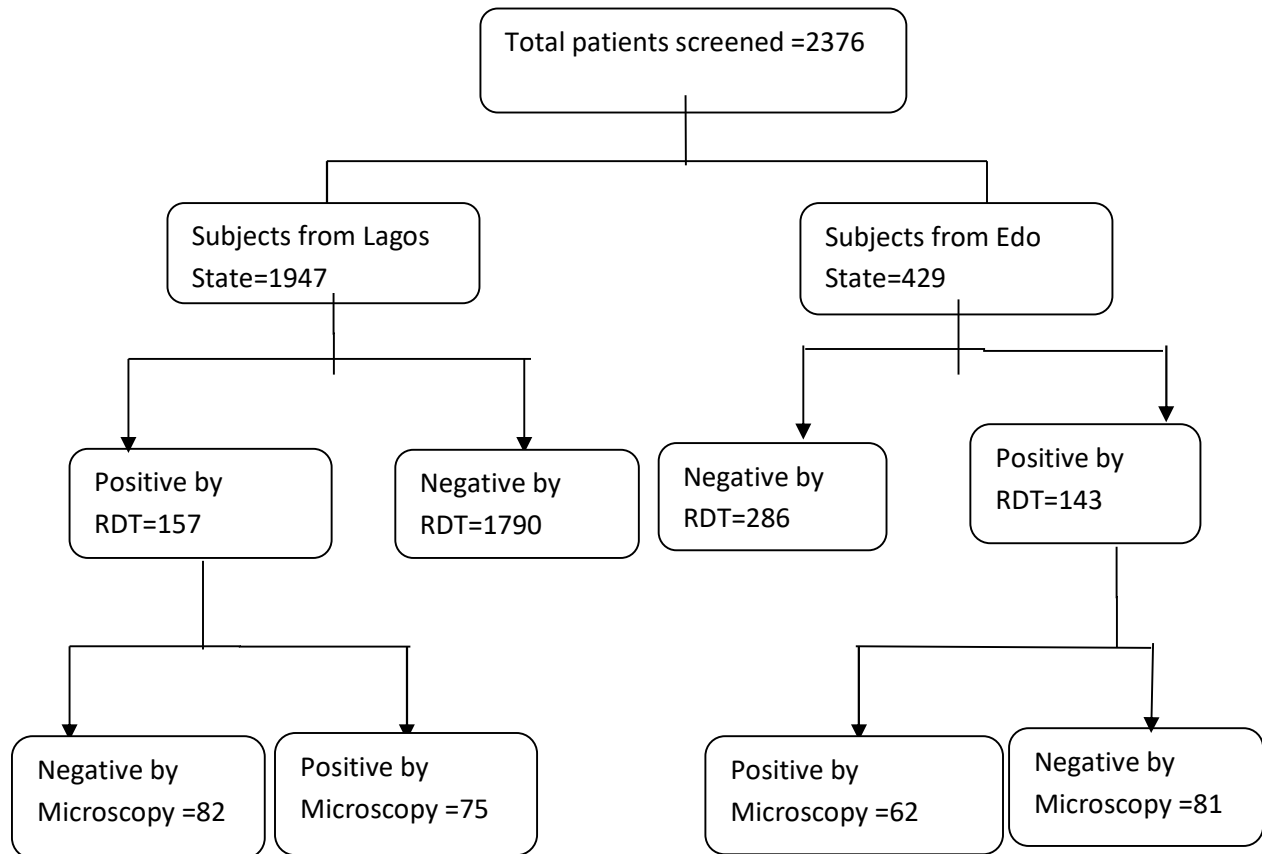 Total patients screened =2376
Subjects from Lagos
State=1947
Subjects from Edo
State=429
Positive by
RDT=157
Negative by
RDT=1790
Negative by
RDT=286
Positive by
RDT=143
Negative by
Microscopy =82
Positive by
Microscopy =75
Positive by
Microscopy =62
Negative by
Microscopy =81